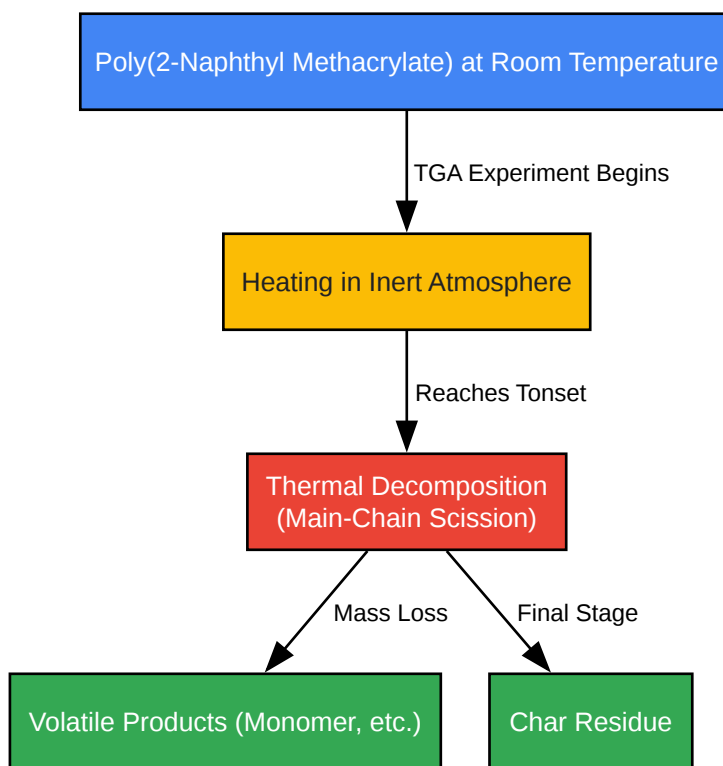 Poly(2-Naphthyl Methacrylate) at Room Temperature
TGA Experiment Begins
Heating in Inert Atmosphere
Reaches Tonset
Thermal Decomposition
(Main-Chain Scission)
Mass Loss
Final Stage
Volatile Products (Monomer, etc.)
Char Residue